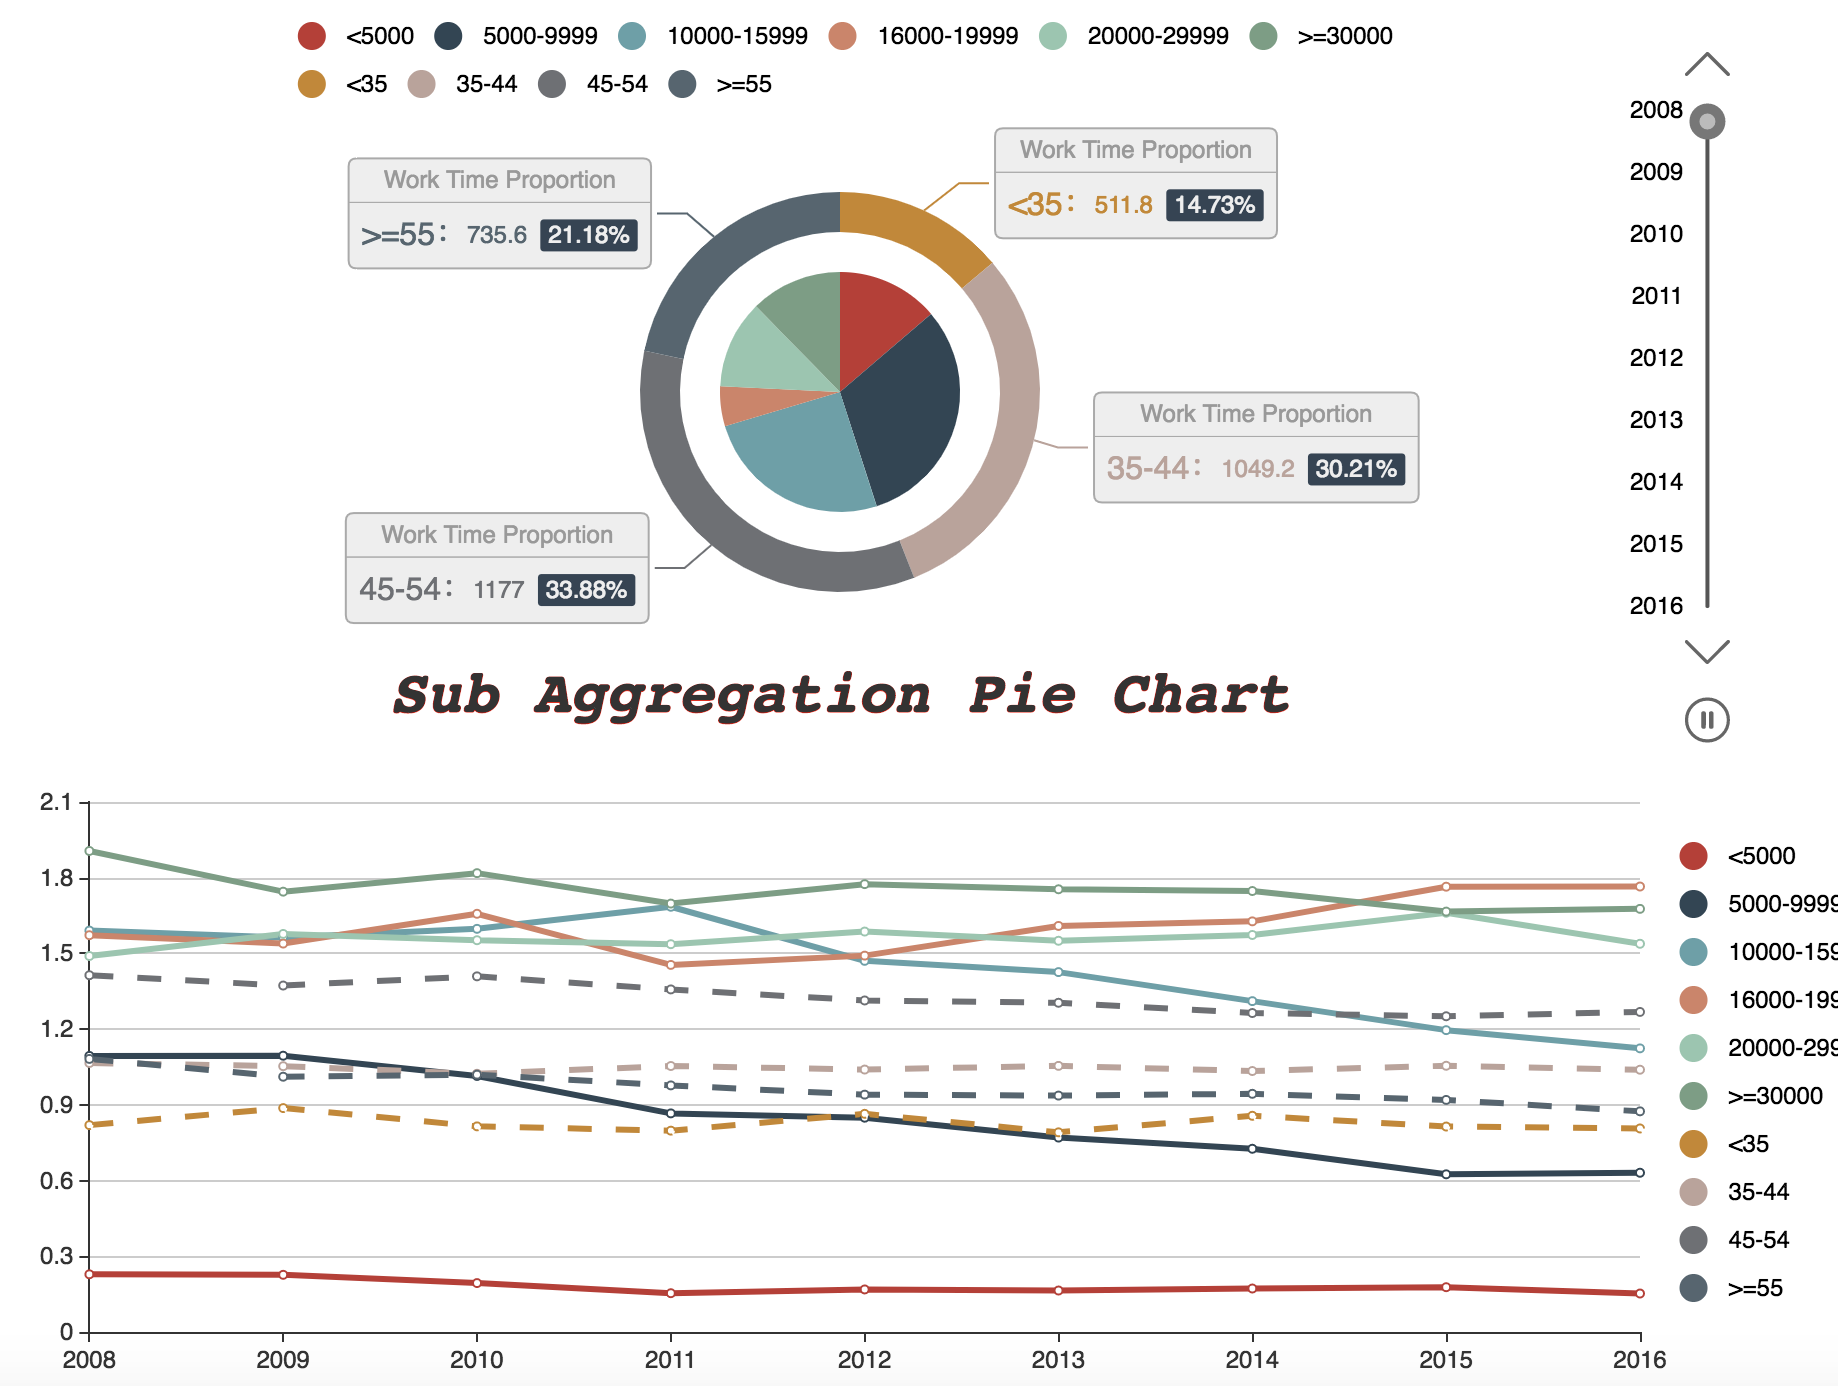 <5000 5000-9999 10000-15999 16000-19999 20000-29999 >=30000
<35 35-44 45-54 >=55
Work Time Proportion
<35: 511.8 14.73%
Work Time Proportion
>=55: 735.6 21.18%
Work Time Proportion
35-44: 1049.2 30.21%
Work Time Proportion
45-54: 1177 33.88%
2008
2009
2010
2011
2012
2013
2014
2015
2016
Sub Aggregation Pie Chart
2.1
1.8
1.5
1.2
0.9
0.6
0.3
0
2008 2009 2010 2011 2012 2013 2014 2015 2016
<5000
5000-9999
10000-159
16000-199
20000-299
>=30000
<35
35-44
45-54
>=55